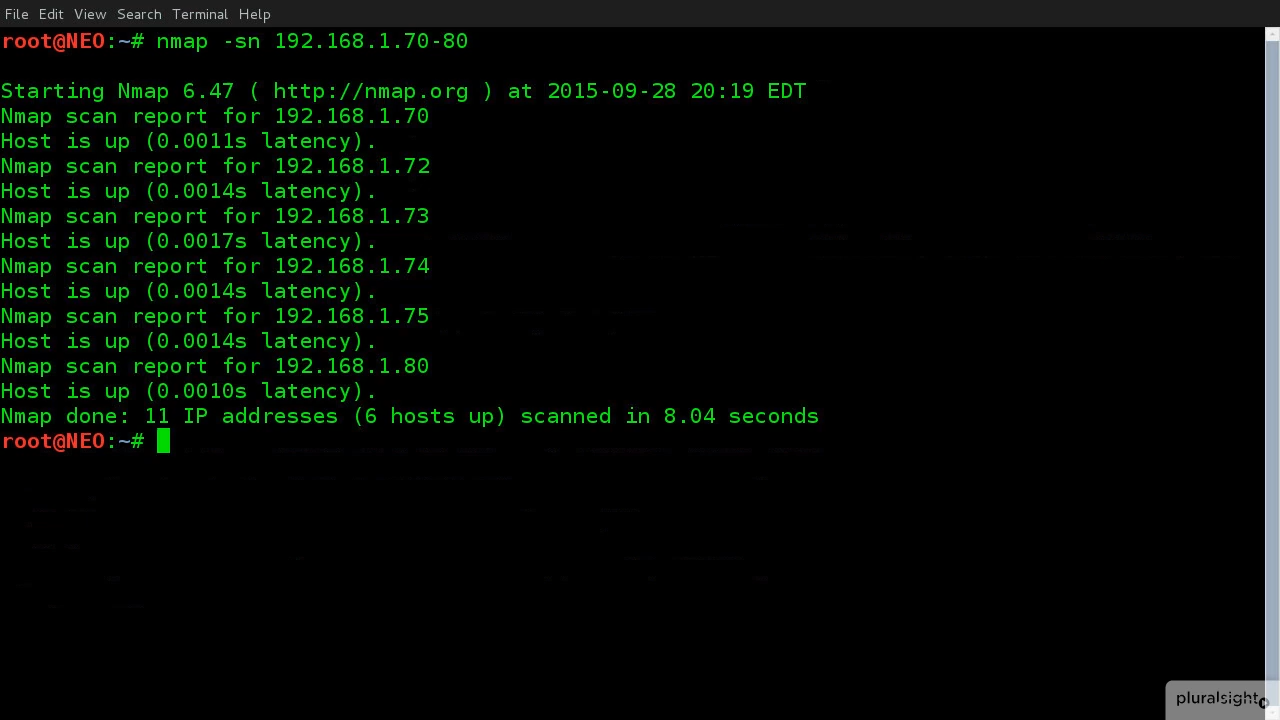 File Edit View Search Terminal Help
root@NEO:~# nmap -sn 192.168.1.70-80
Starting Nmap 6.47 ( http://nmap.org ) at 2015-09-28 20:19 EDT
Nmap scan report for 192.168.1.70
Host is up (0.0011s latency).
Nmap scan report for 192.168.1.72
Host is up (0.0014s latency).
Nmap scan report for 192.168.1.73
Host is up (0.0017s latency).
Nmap scan report for 192.168.1.74
Host is up (0.0014s latency).
Nmap scan report for 192.168.1.75
Host is up (0.0014s latency).
Nmap scan report for 192.168.1.80
Host is up (0.0010s latency).
Nmap done: 11 IP addresses (6 hosts up) scanned in 8.04 seconds
root@NEO:~#
pluralsight